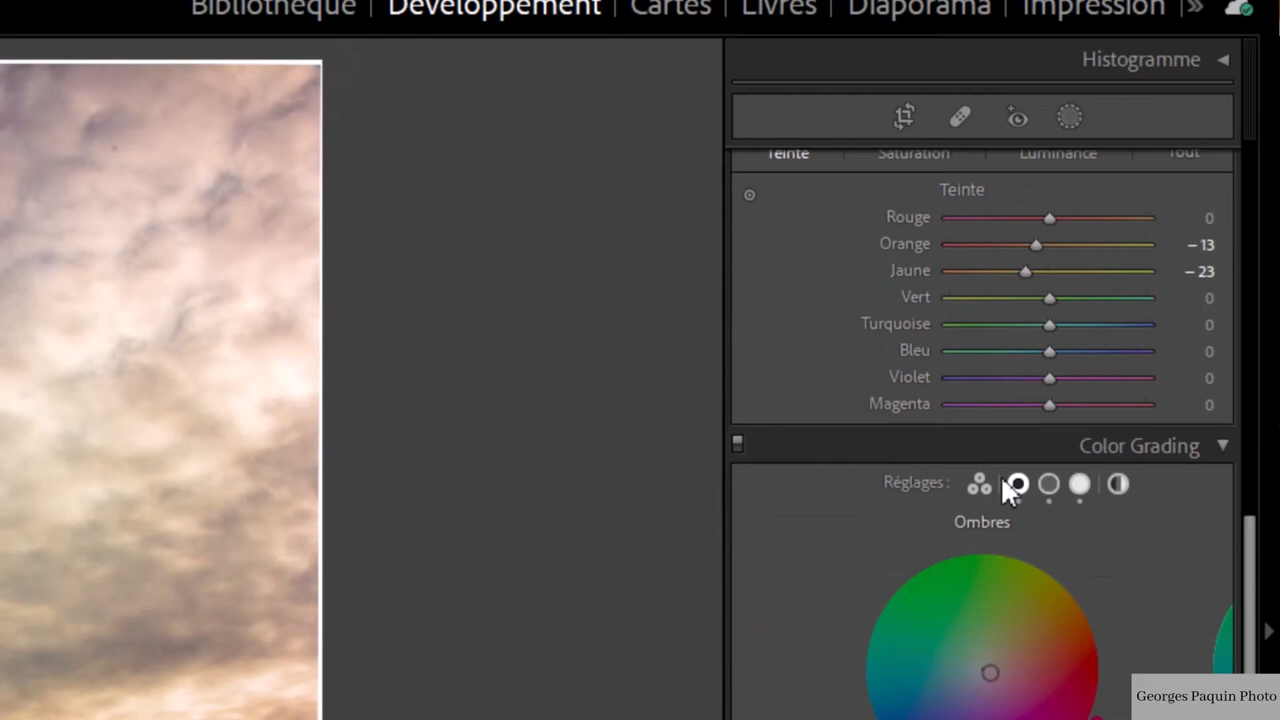 Bibliothèque | Développement | Cartes | Livres | Diaporama | Impression | »
Histogramme
Teinte Saturation Luminance Tout
Teinte
Rouge 0
Orange – 13
Jaune – 23
Vert 0
Turquoise 0
Bleu 0
Violet 0
Magenta 0
Color Grading
Réglages :
Ombres
Georges Paquin Photo